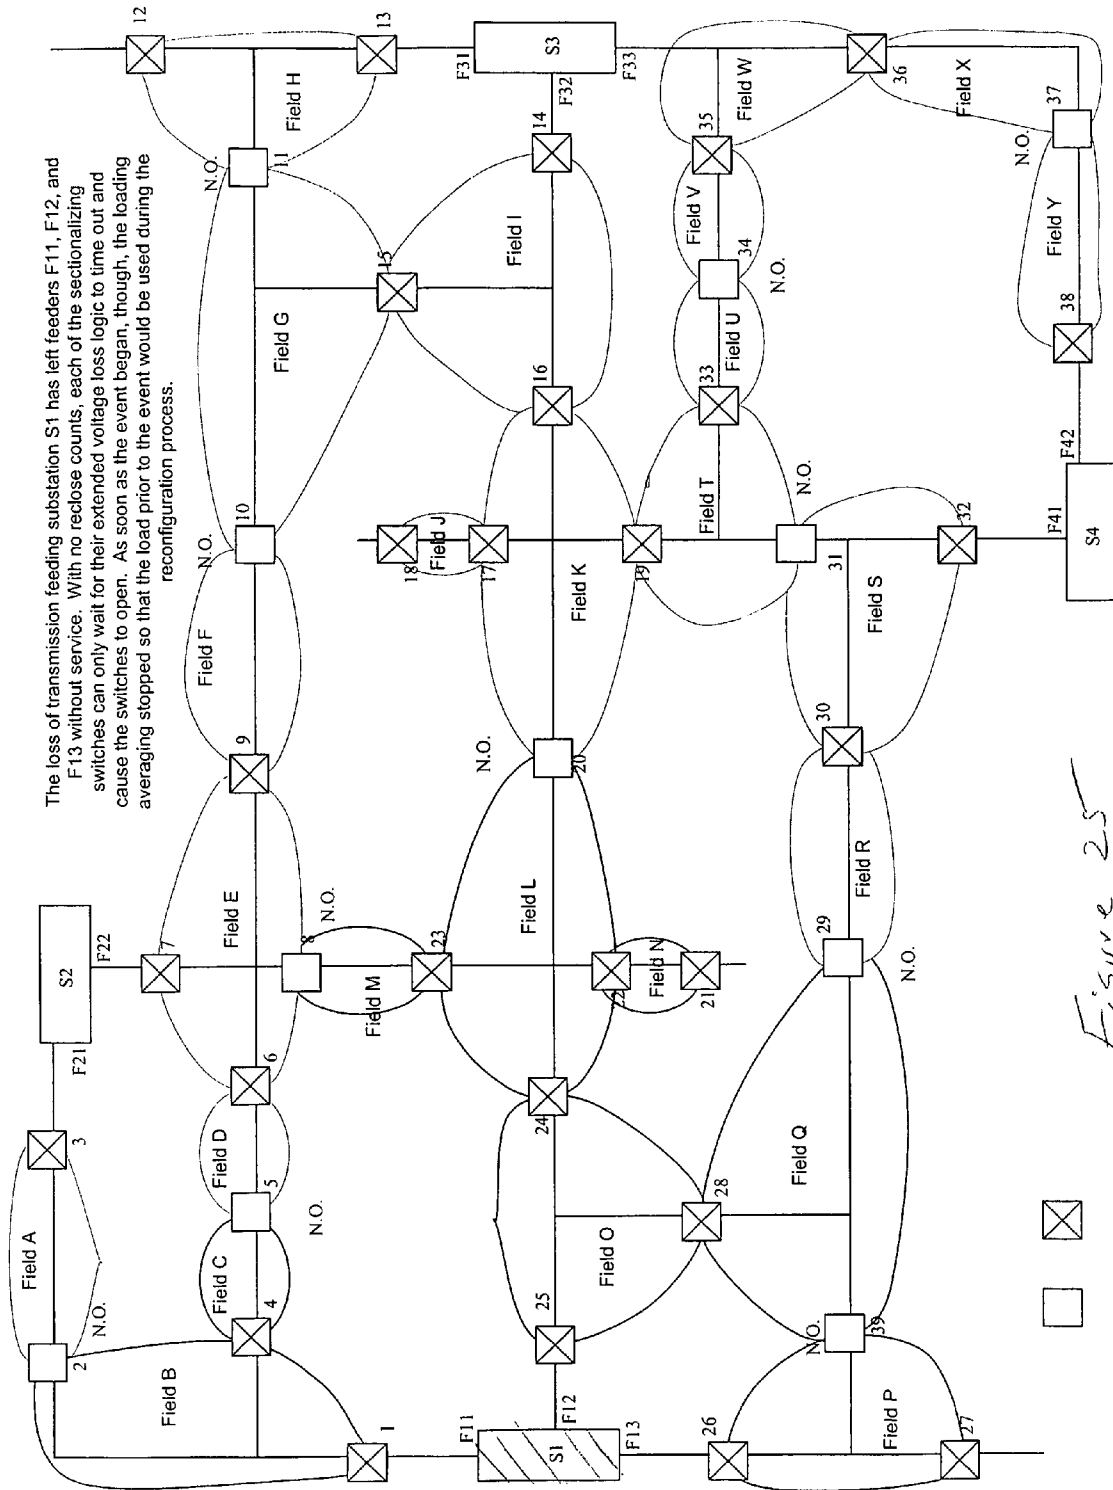 The loss of transmission feeding substation S1 has left feeders F11, F12, and
F13 without service. With no reclose counts, each of the sectionalizing
switches can only wait for their extended voltage loss logic to time out and
cause the switches to open. As soon as the event began, though, the loading
averaging stopped so that the load prior to the event would be used during the
reconfiguration process.
12
13
F31
S3
F32
F33
Field H
N.O.
11
14
Field W
36
35
Field X
37
N.O.
15
Field I
Field V
34
N.O.
Field Y
Field G
38
16
Field U
33
N.O.
10
18
Field J
17
19
Field T
N.O.
31
32
F42
F41
S4
Field F
Field K
Field S
9
N.O.
20
30
S2
F22
F21
7
Field E
8
N.O.
23
Field L
22
Field N
21
29
N.O.
Field R
Field M
6
24
3
Field A
Field D
5
N.O.
28
Field Q
Field O
2
N.O.
Field C
4
25
N.O.
39
Field B
1
F11
S1
F12
F13
26
Field P
27
Figure 25